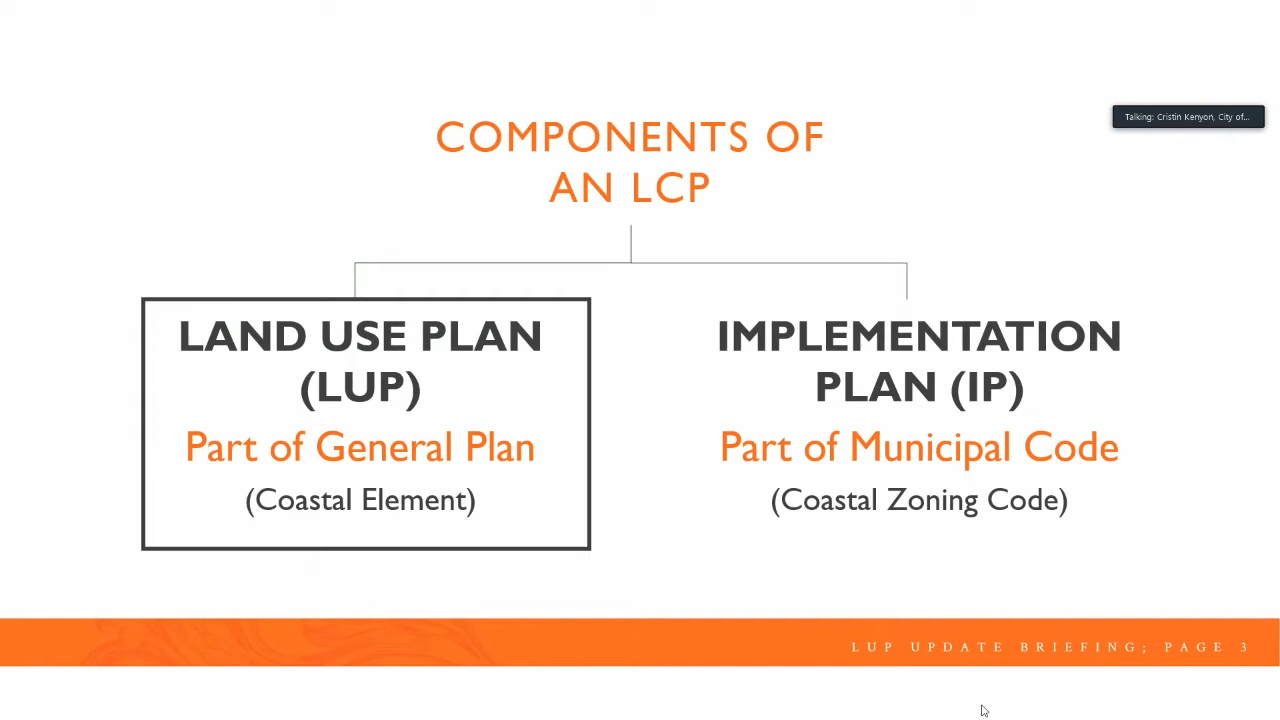 COMPONENTS OF
AN LCP
Talking: Cristin Kenyon, City of...
LAND USE PLAN
(LUP)
Part of General Plan
(Coastal Element)
IMPLEMENTATION
PLAN (IP)
Part of Municipal Code
(Coastal Zoning Code)
LUP UPDATE BRIEFING; PAGE 3